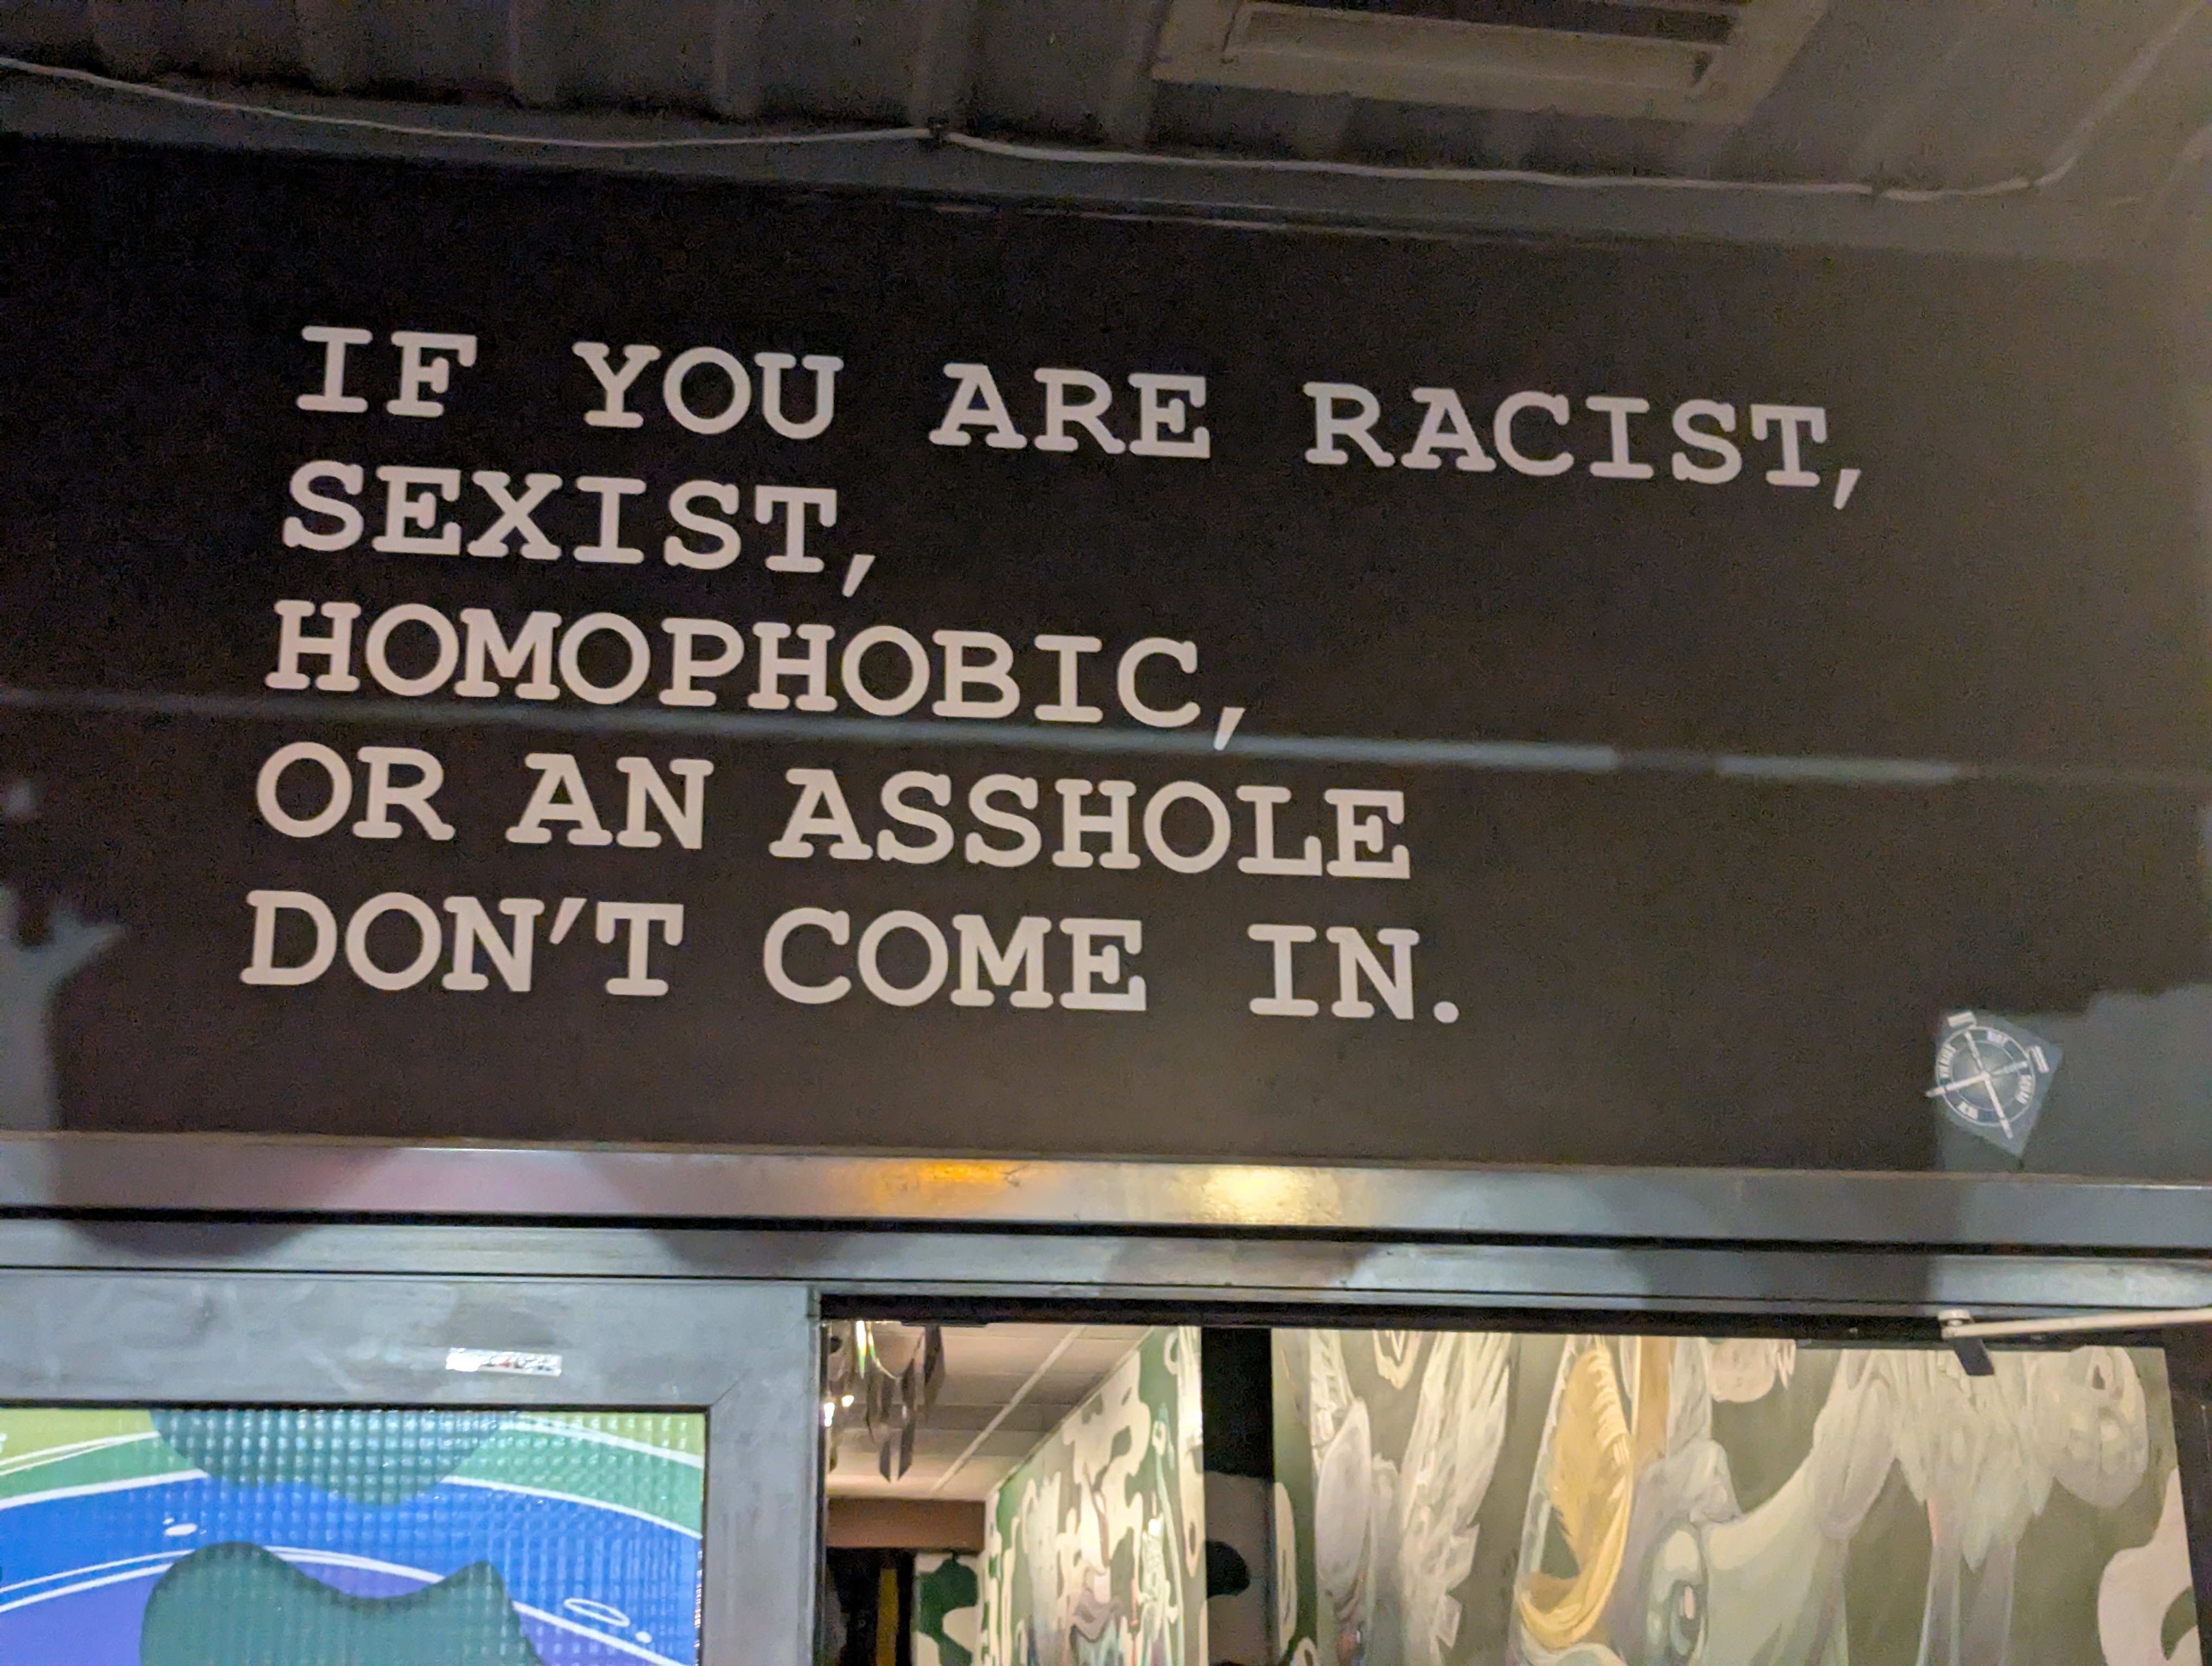 IF YOU ARE RACIST,
SEXIST,
HOMOPHOBIC,
OR AN ASSHOLE
DON'T COME IN.